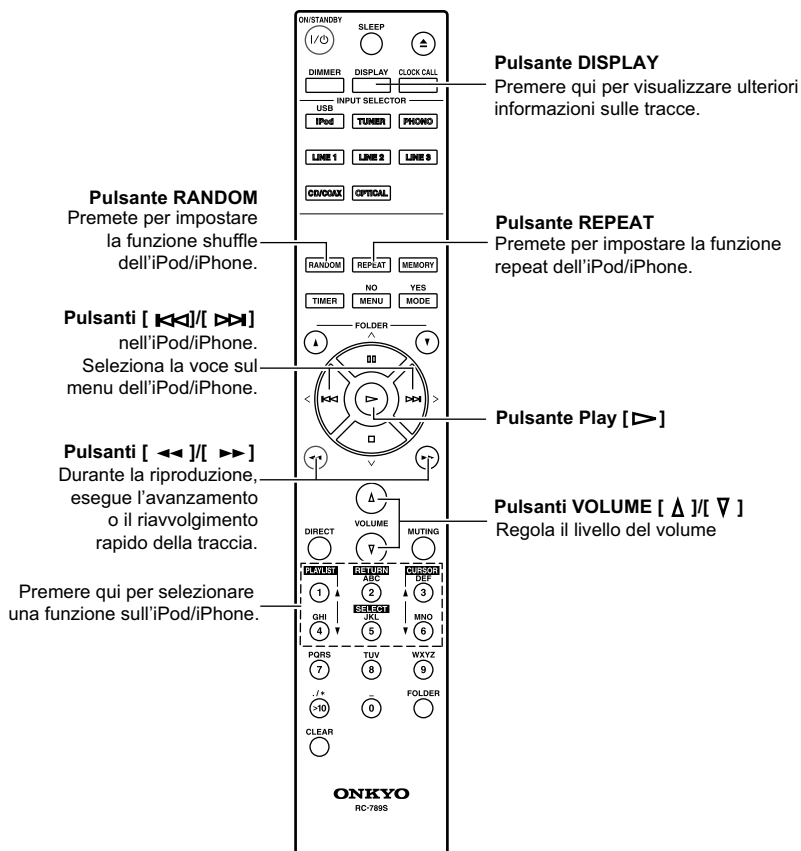 ON/STANDBY
SLEEP
DIMMER DISPLAY CLOCK CALL
Pulsante DISPLAY
Premere qui per visualizzare ulteriori
informazioni sulle tracce.
INPUT SELECTOR
USB
iPod TUNER PHONO
LINE 1 LINE 2 LINE 3
CD/COAX OPTICAL
Pulsante RANDOM
Premete per impostare
la funzione shuffle
dell'iPod/iPhone.
Pulsante REPEAT
Premete per impostare la funzione
repeat dell'iPod/iPhone.
RANDOM REPEAT MEMORY
NO YES
TIMER MENU MODE
FOLDER
Pulsanti [ ⏮ ]/[ ⏭ ]
nell'iPod/iPhone.
Seleziona la voce sul
menu dell'iPod/iPhone.
Pulsante Play [ ▷ ]
Pulsanti [ ◄◄ ]/[ ►► ]
Durante la riproduzione,
esegue l'avanzamento
o il riavvolgimento
rapido della traccia.
Pulsanti VOLUME [ △ ]/[ ▽ ]
Regola il livello del volume
DIRECT VOLUME MUTING
Premere qui per selezionare
una funzione sull'iPod/iPhone.
PLAYLIST RETURN CURSOR
ABC DEF
1 2 3
SELECT
GHI JKL MNO
4 5 6
PQRS TUV WXYZ
7 8 9
./* _ FOLDER
>10 0
CLEAR
ONKYO
RC-789S